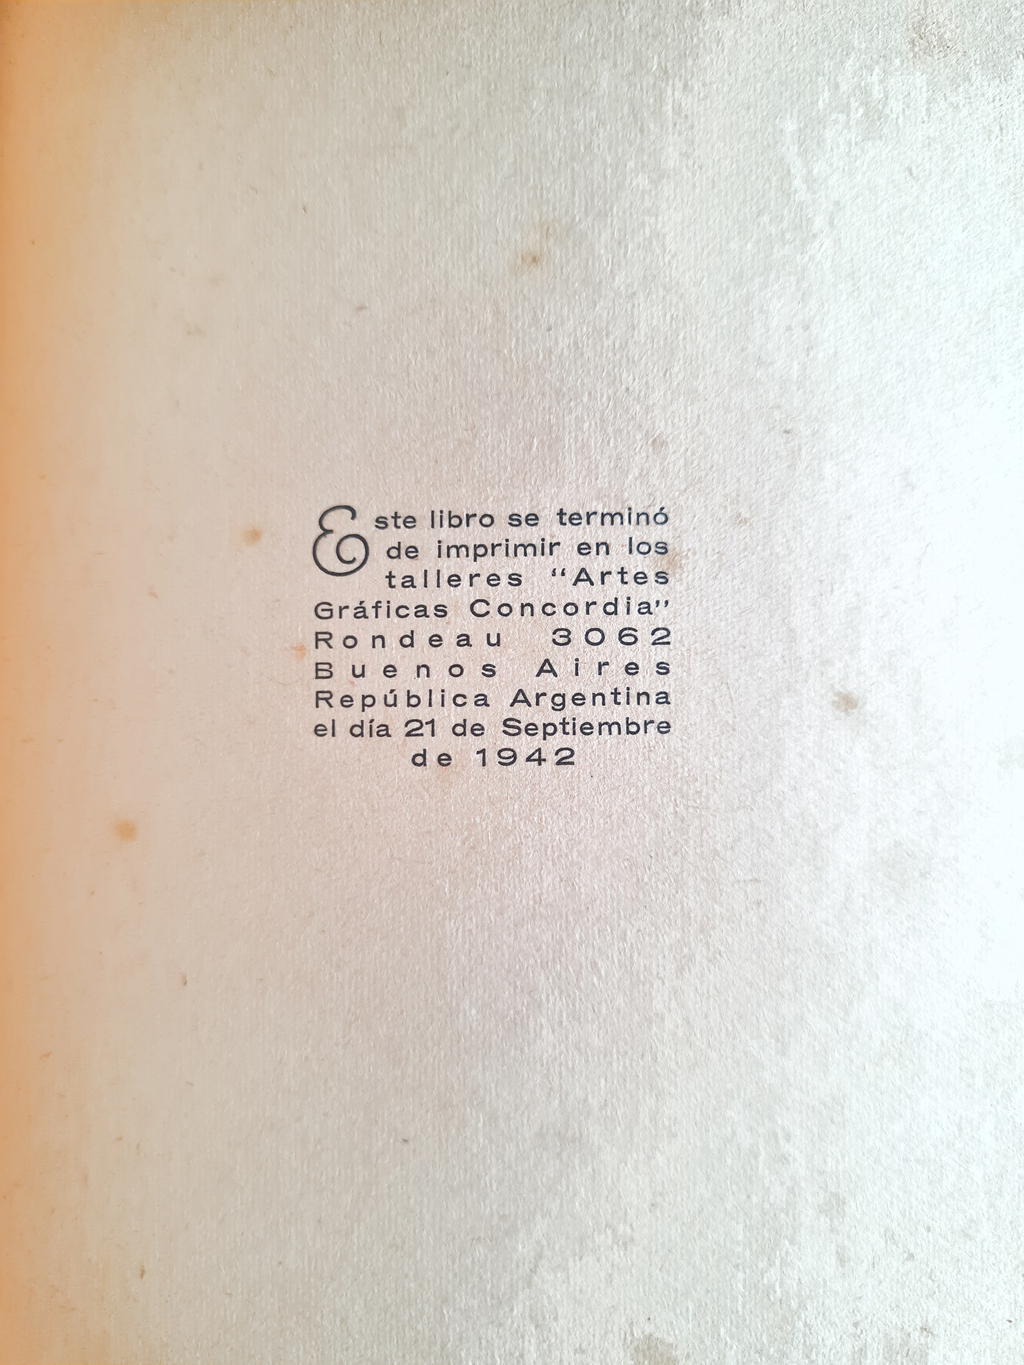 Este libro se terminó
de imprimir en los
talleres “Artes
Gráficas Concordia”
Rondeau 3062
Buenos Aires
República Argentina
el día 21 de Septiembre
de 1942